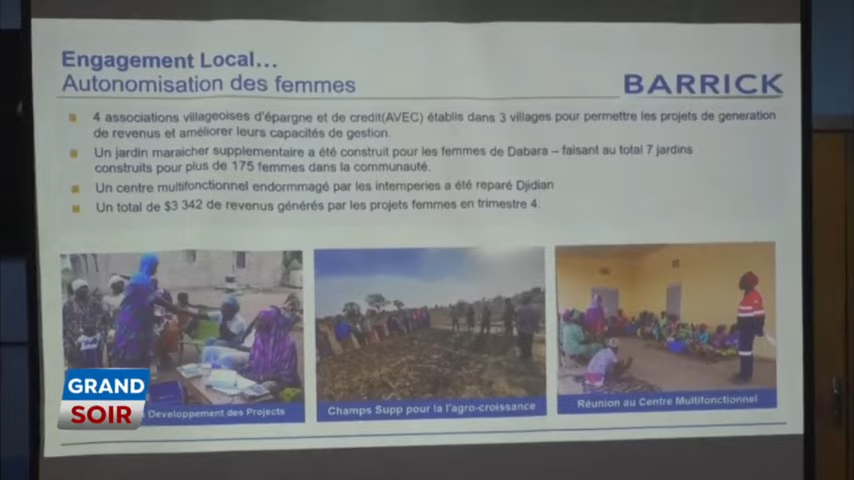 Engagement Local...
Autonomisation des femmes
BARRICK
4 associations villageoises d'épargne et de credit(AVEC) établis dans 3 villages pour permettre les projets de generation
de revenus et améliorer leurs capacités de gestion.
Un jardin maraicher supplementaire a été construit pour les femmes de Dabara – faisant au total 7 jardins
construits pour plus de 175 femmes dans la communauté.
Un centre multifonctionnel endormmagé par les intemperies a été reparé Djidian
Un total de $3 342 de revenus générés par les projets femmes en trimestre 4.
Developpement des Projects
Champs Supp pour la l'agro-croissance
Réunion au Centre Multifonctionnel
GRAND
SOIR